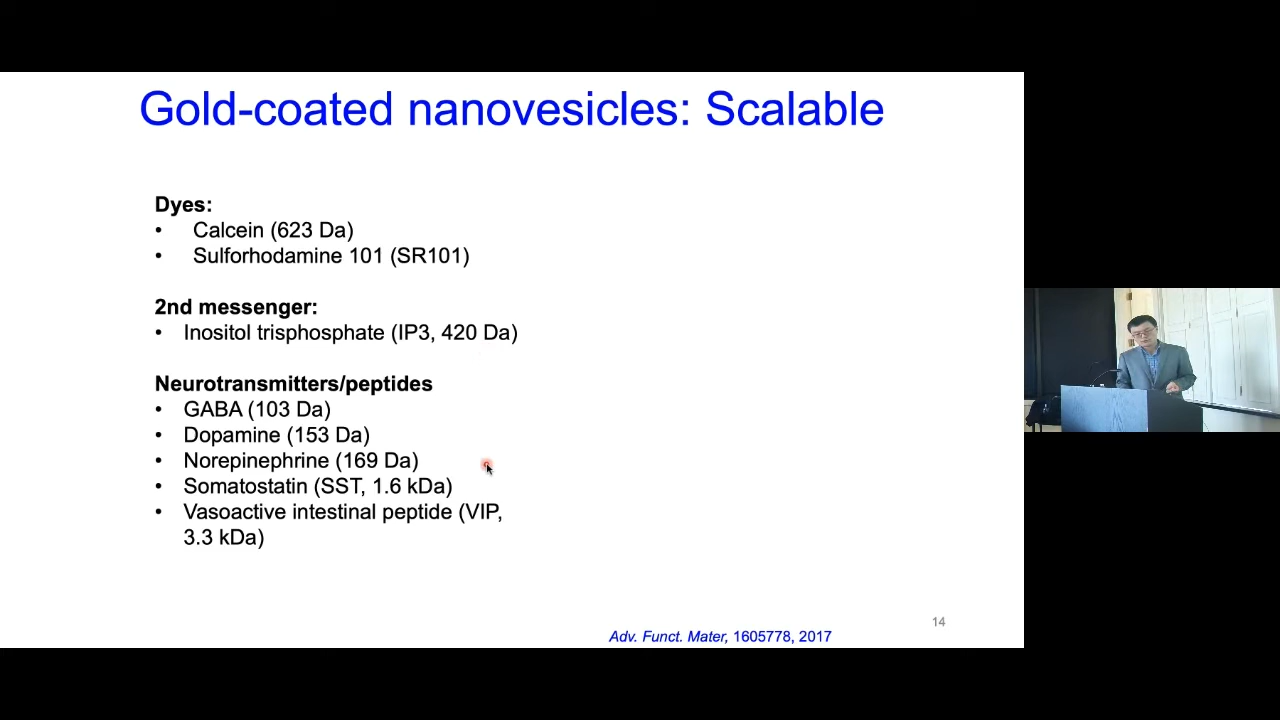 Gold-coated nanovesicles: Scalable
Dyes:
• Calcein (623 Da)
• Sulforhodamine 101 (SR101)
2nd messenger:
• Inositol trisphosphate (IP3, 420 Da)
Neurotransmitters/peptides
• GABA (103 Da)
• Dopamine (153 Da)
• Norepinephrine (169 Da)
• Somatostatin (SST, 1.6 kDa)
• Vasoactive intestinal peptide (VIP,
3.3 kDa)
14
Adv. Funct. Mater, 1605778, 2017